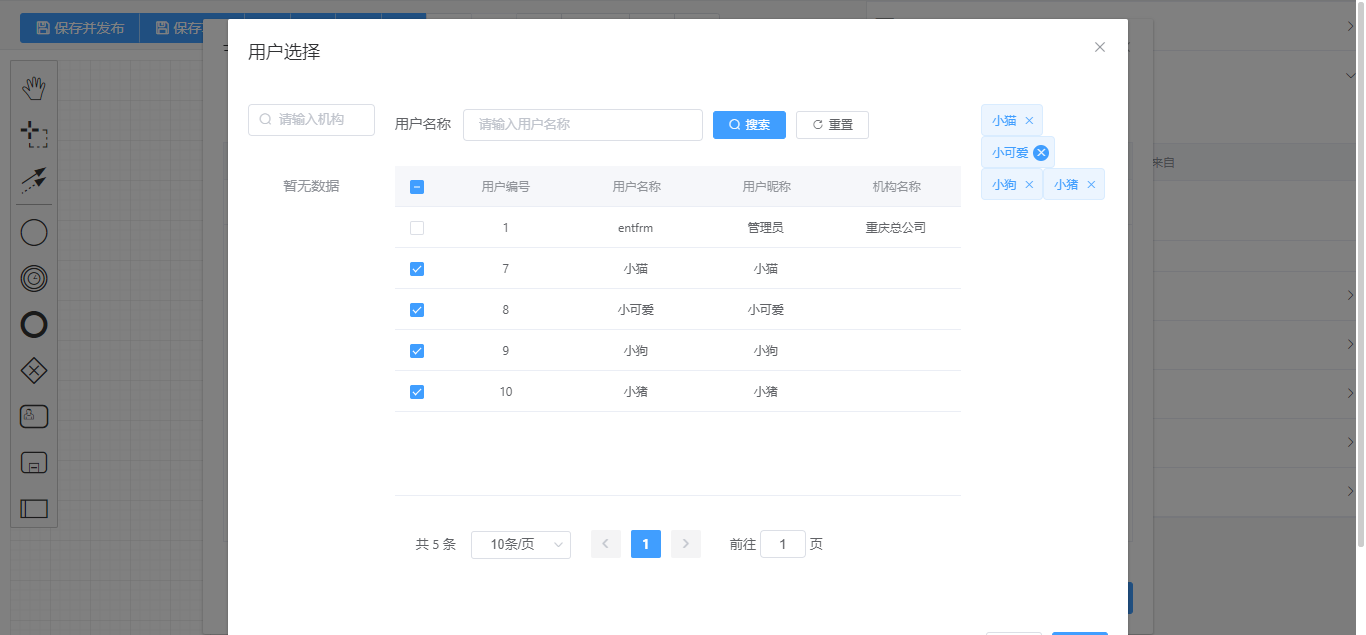 保存并发布
保存
用户选择
请输入机构
用户名称
请输入用户名称
搜索
重置
小猫
小可爱
小狗
小猪
来自
暂无数据
用户编号 用户名称 用户昵称 机构名称
1 entfrm 管理员 重庆总公司
7 小猫 小猫
8 小可爱 小可爱
9 小狗 小狗
10 小猪 小猪
共 5 条
10条/页
1
前往 1 页